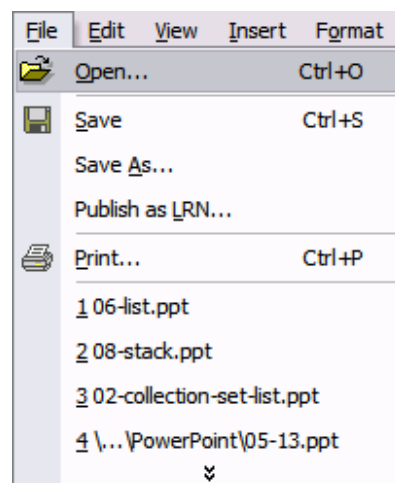 File Edit View Insert Format
Open... Ctrl+O
Save Ctrl+S
Save As...
Publish as LRN...
Print... Ctrl+P
1 06-list.ppt
2 08-stack.ppt
3 02-collection-set-list.ppt
4 \...\PowerPoint\05-13.ppt